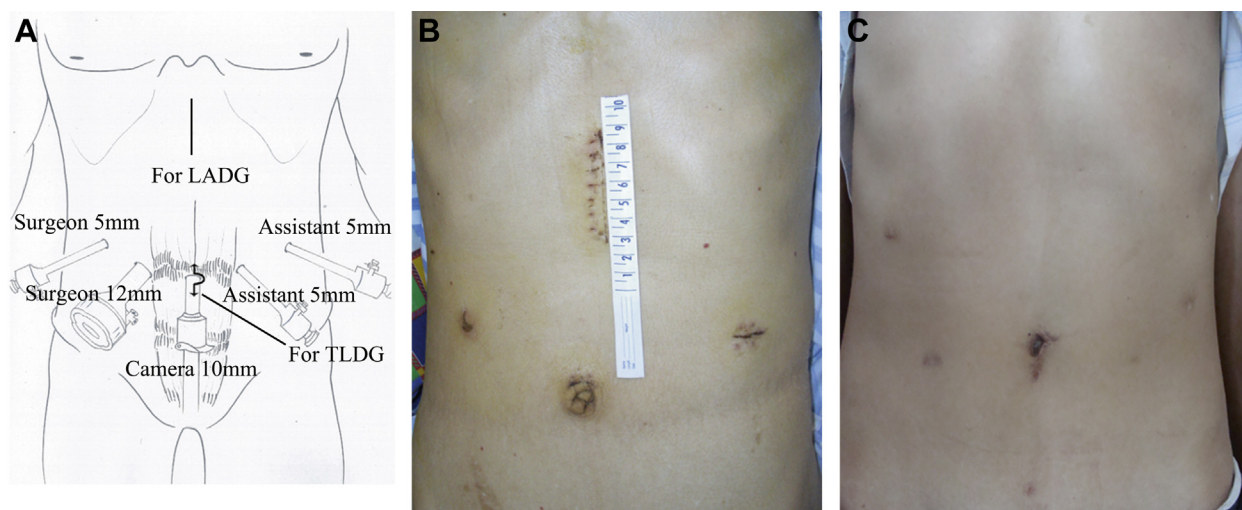 A
B
C
For LADG
Surgeon 5mm
Assistant 5mm
Surgeon 12mm
Assistant 5mm
For TLDG
Camera 10mm
10
9
8
7
6
5
4
3
2
1